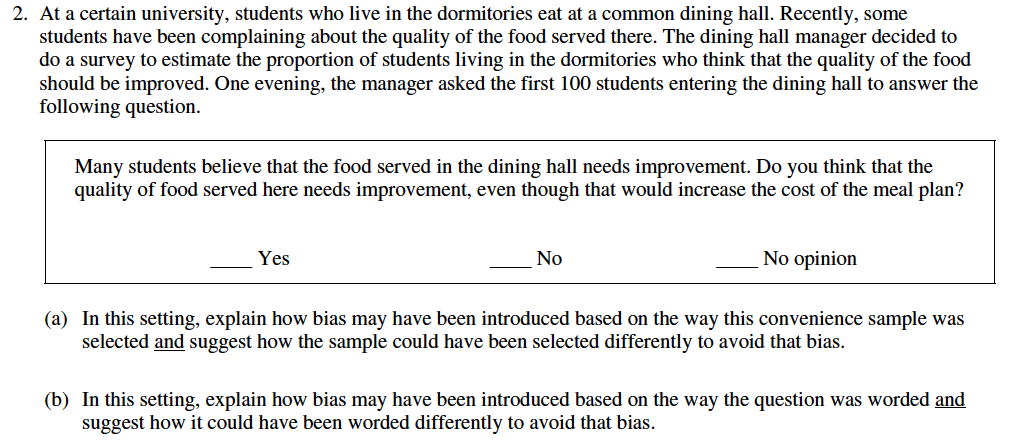 2. At a certain university, students who live in the dormitories eat at a common dining hall. Recently, some
students have been complaining about the quality of the food served there. The dining hall manager decided to
do a survey to estimate the proportion of students living in the dormitories who think that the quality of the food
should be improved. One evening, the manager asked the first 100 students entering the dining hall to answer the
following question.
Many students believe that the food served in the dining hall needs improvement. Do you think that the
quality of food served here needs improvement, even though that would increase the cost of the meal plan?
____ Yes ____ No ____ No opinion
(a) In this setting, explain how bias may have been introduced based on the way this convenience sample was
selected and suggest how the sample could have been selected differently to avoid that bias.
(b) In this setting, explain how bias may have been introduced based on the way the question was worded and
suggest how it could have been worded differently to avoid that bias.